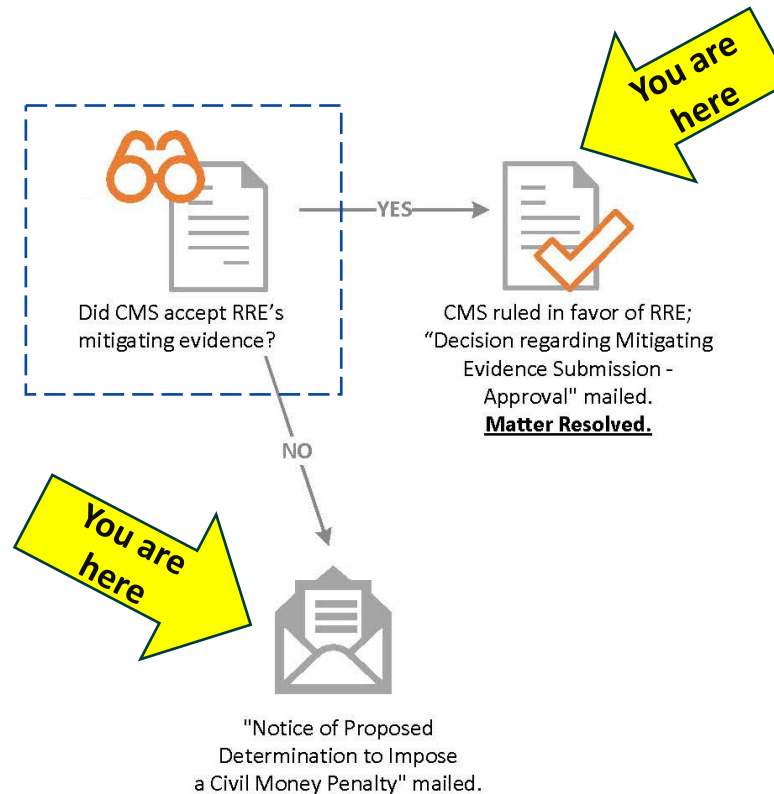 You are
here
YES
Did CMS accept RRE's
mitigating evidence?
CMS ruled in favor of RRE;
“Decision regarding Mitigating
Evidence Submission -
Approval" mailed.
Matter Resolved.
NO
You are
here
"Notice of Proposed
Determination to Impose
a Civil Money Penalty" mailed.